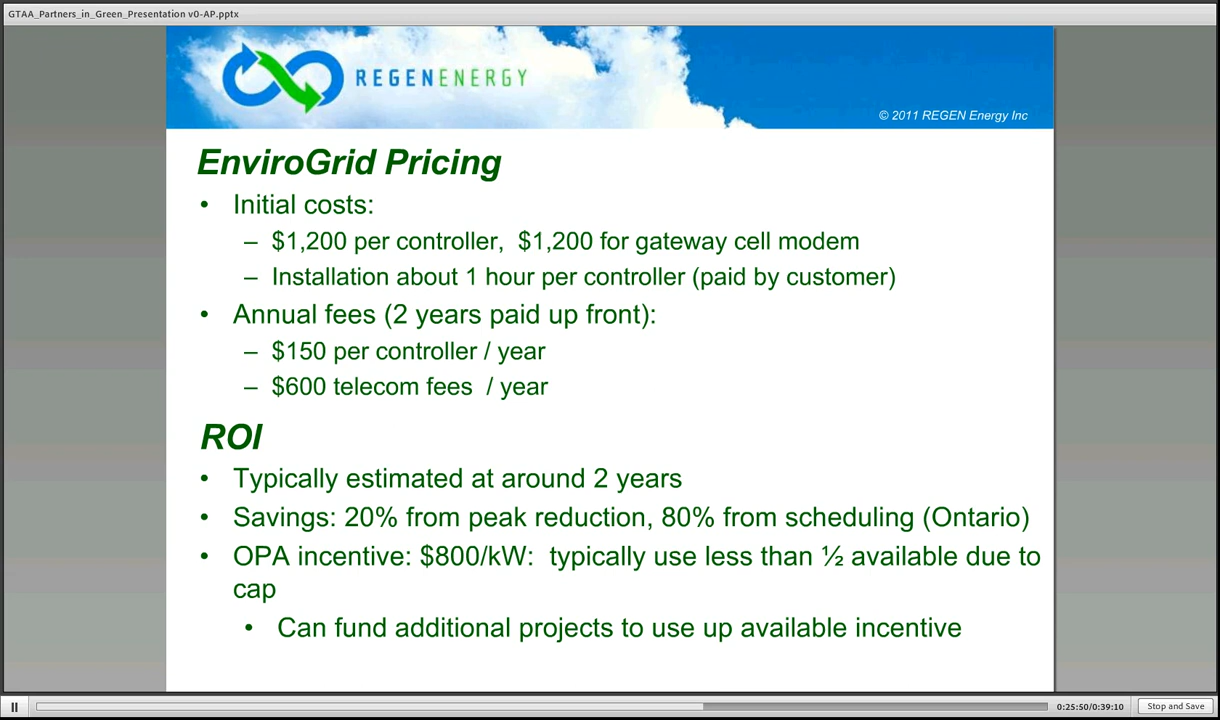 GTAA_Partners_in_Green_Presentation v0-AP.pptx
REGENENERGY
© 2011 REGEN Energy Inc
EnviroGrid Pricing
• Initial costs:
– $1,200 per controller, $1,200 for gateway cell modem
– Installation about 1 hour per controller (paid by customer)
• Annual fees (2 years paid up front):
– $150 per controller / year
– $600 telecom fees / year
ROI
• Typically estimated at around 2 years
• Savings: 20% from peak reduction, 80% from scheduling (Ontario)
• OPA incentive: $800/kW: typically use less than ½ available due to
cap
• Can fund additional projects to use up available incentive
0:25:50/0:39:10
Stop and Save